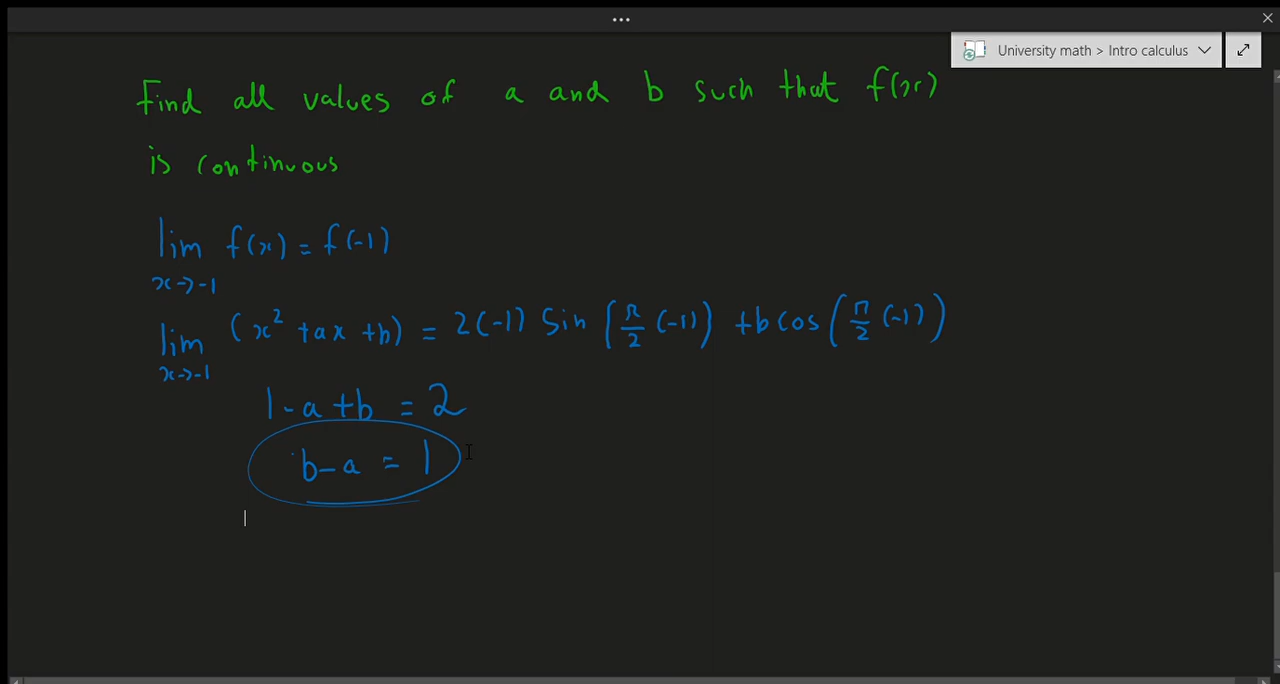 University math > Intro calculus
Find all values of a and b such that f(x)
is continuous
lim f(x) = f(-1)
x→-1
lim (x² + ax + b) = 2(-1) sin(π/2 (-1)) + b cos(π/2 (-1))
x→-1
1 - a + b = 2
b - a = 1